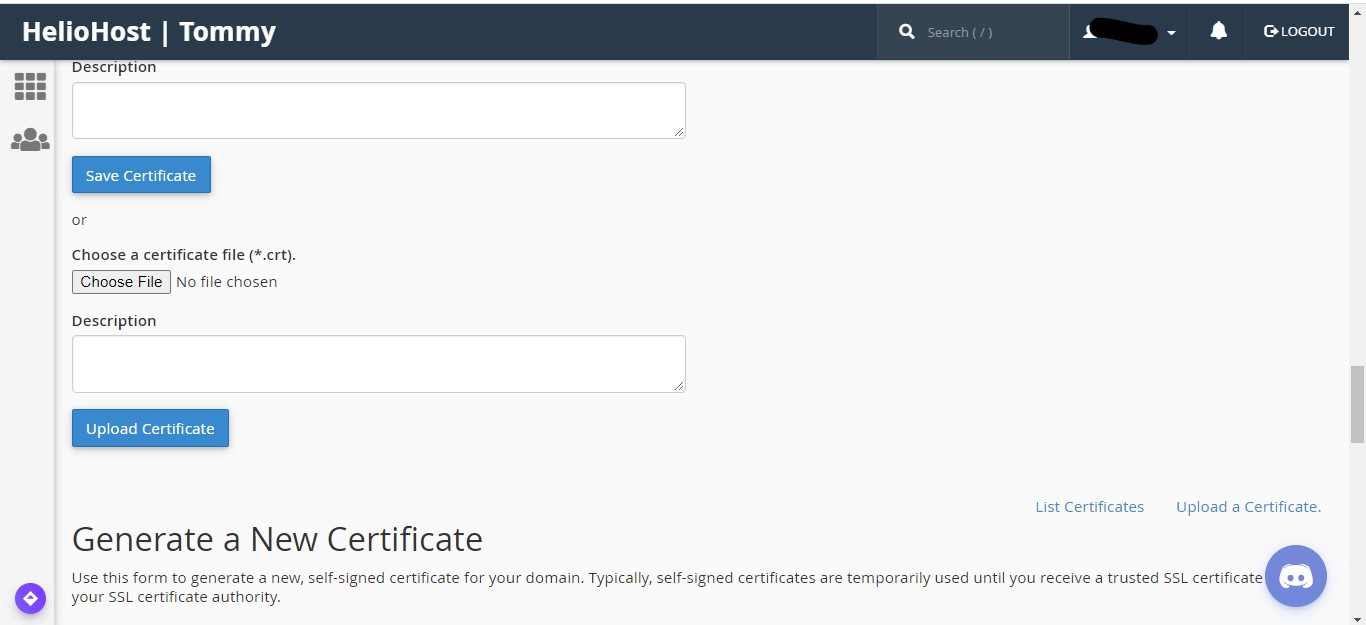 HelioHost | Tommy
Search ( / )
LOGOUT
Description
Save Certificate
or
Choose a certificate file (*.crt).
Choose File No file chosen
Description
Upload Certificate
List Certificates Upload a Certificate.
Generate a New Certificate
Use this form to generate a new, self-signed certificate for your domain. Typically, self-signed certificates are temporarily used until you receive a trusted SSL certificate
your SSL certificate authority.